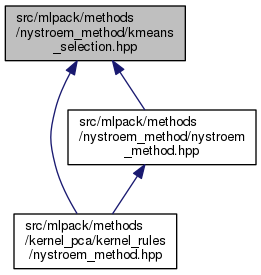 src/mlpack/methods
/nystroem_method/kmeans
_selection.hpp
src/mlpack/methods
/nystroem_method/nystroem
_method.hpp
src/mlpack/methods
/kernel_pca/kernel_rules
/nystroem_method.hpp